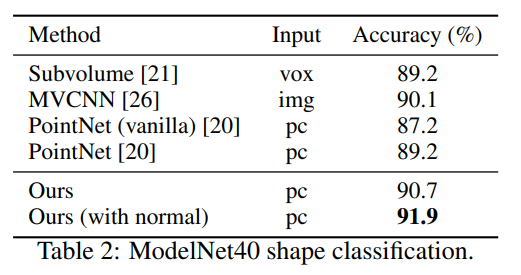 Method Input Accuracy (%)
Subvolume [21] vox 89.2
MVCNN [26] img 90.1
PointNet (vanilla) [20] pc 87.2
PointNet [20] pc 89.2
Ours pc 90.7
Ours (with normal) pc 91.9
Table 2: ModelNet40 shape classification.